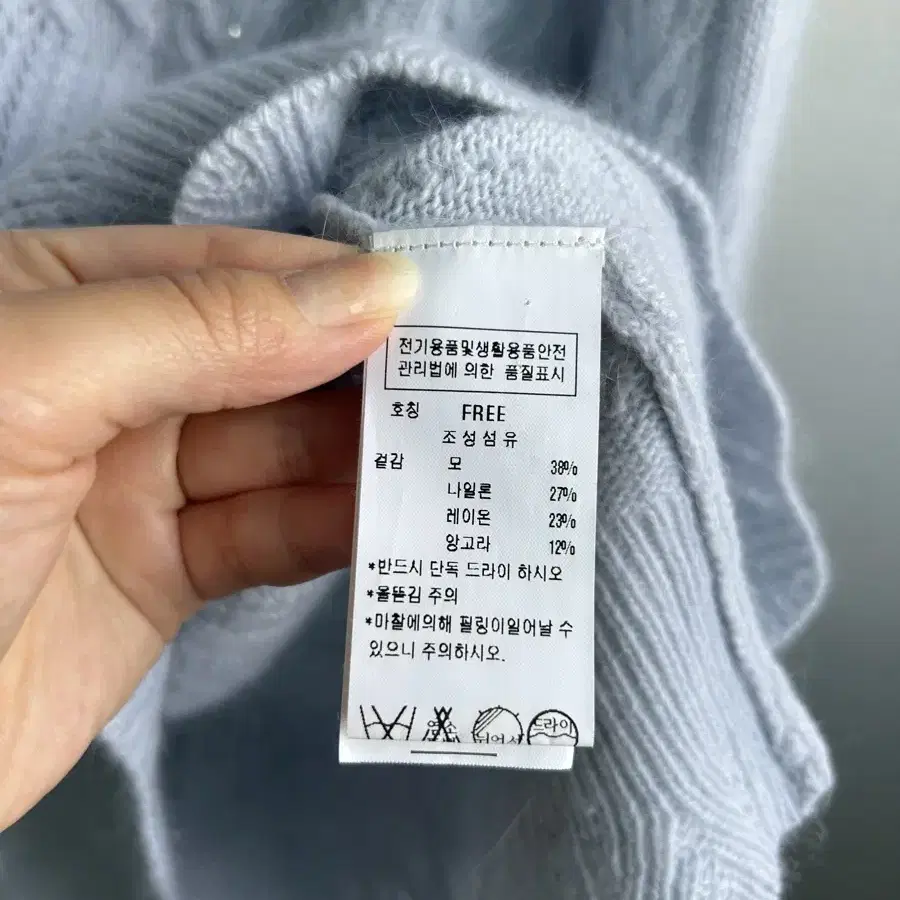 전기용품및생활용품안전
관리법에 의한 품질표시
호칭 FREE
조성섬유
겉감 모 38%
나일론 27%
레이온 23%
앙고라 12%
*반드시 단독 드라이 하시오
*올뜯김 주의
*마찰에의해 필링이일어날 수
있으니 주의하시오.
드라이